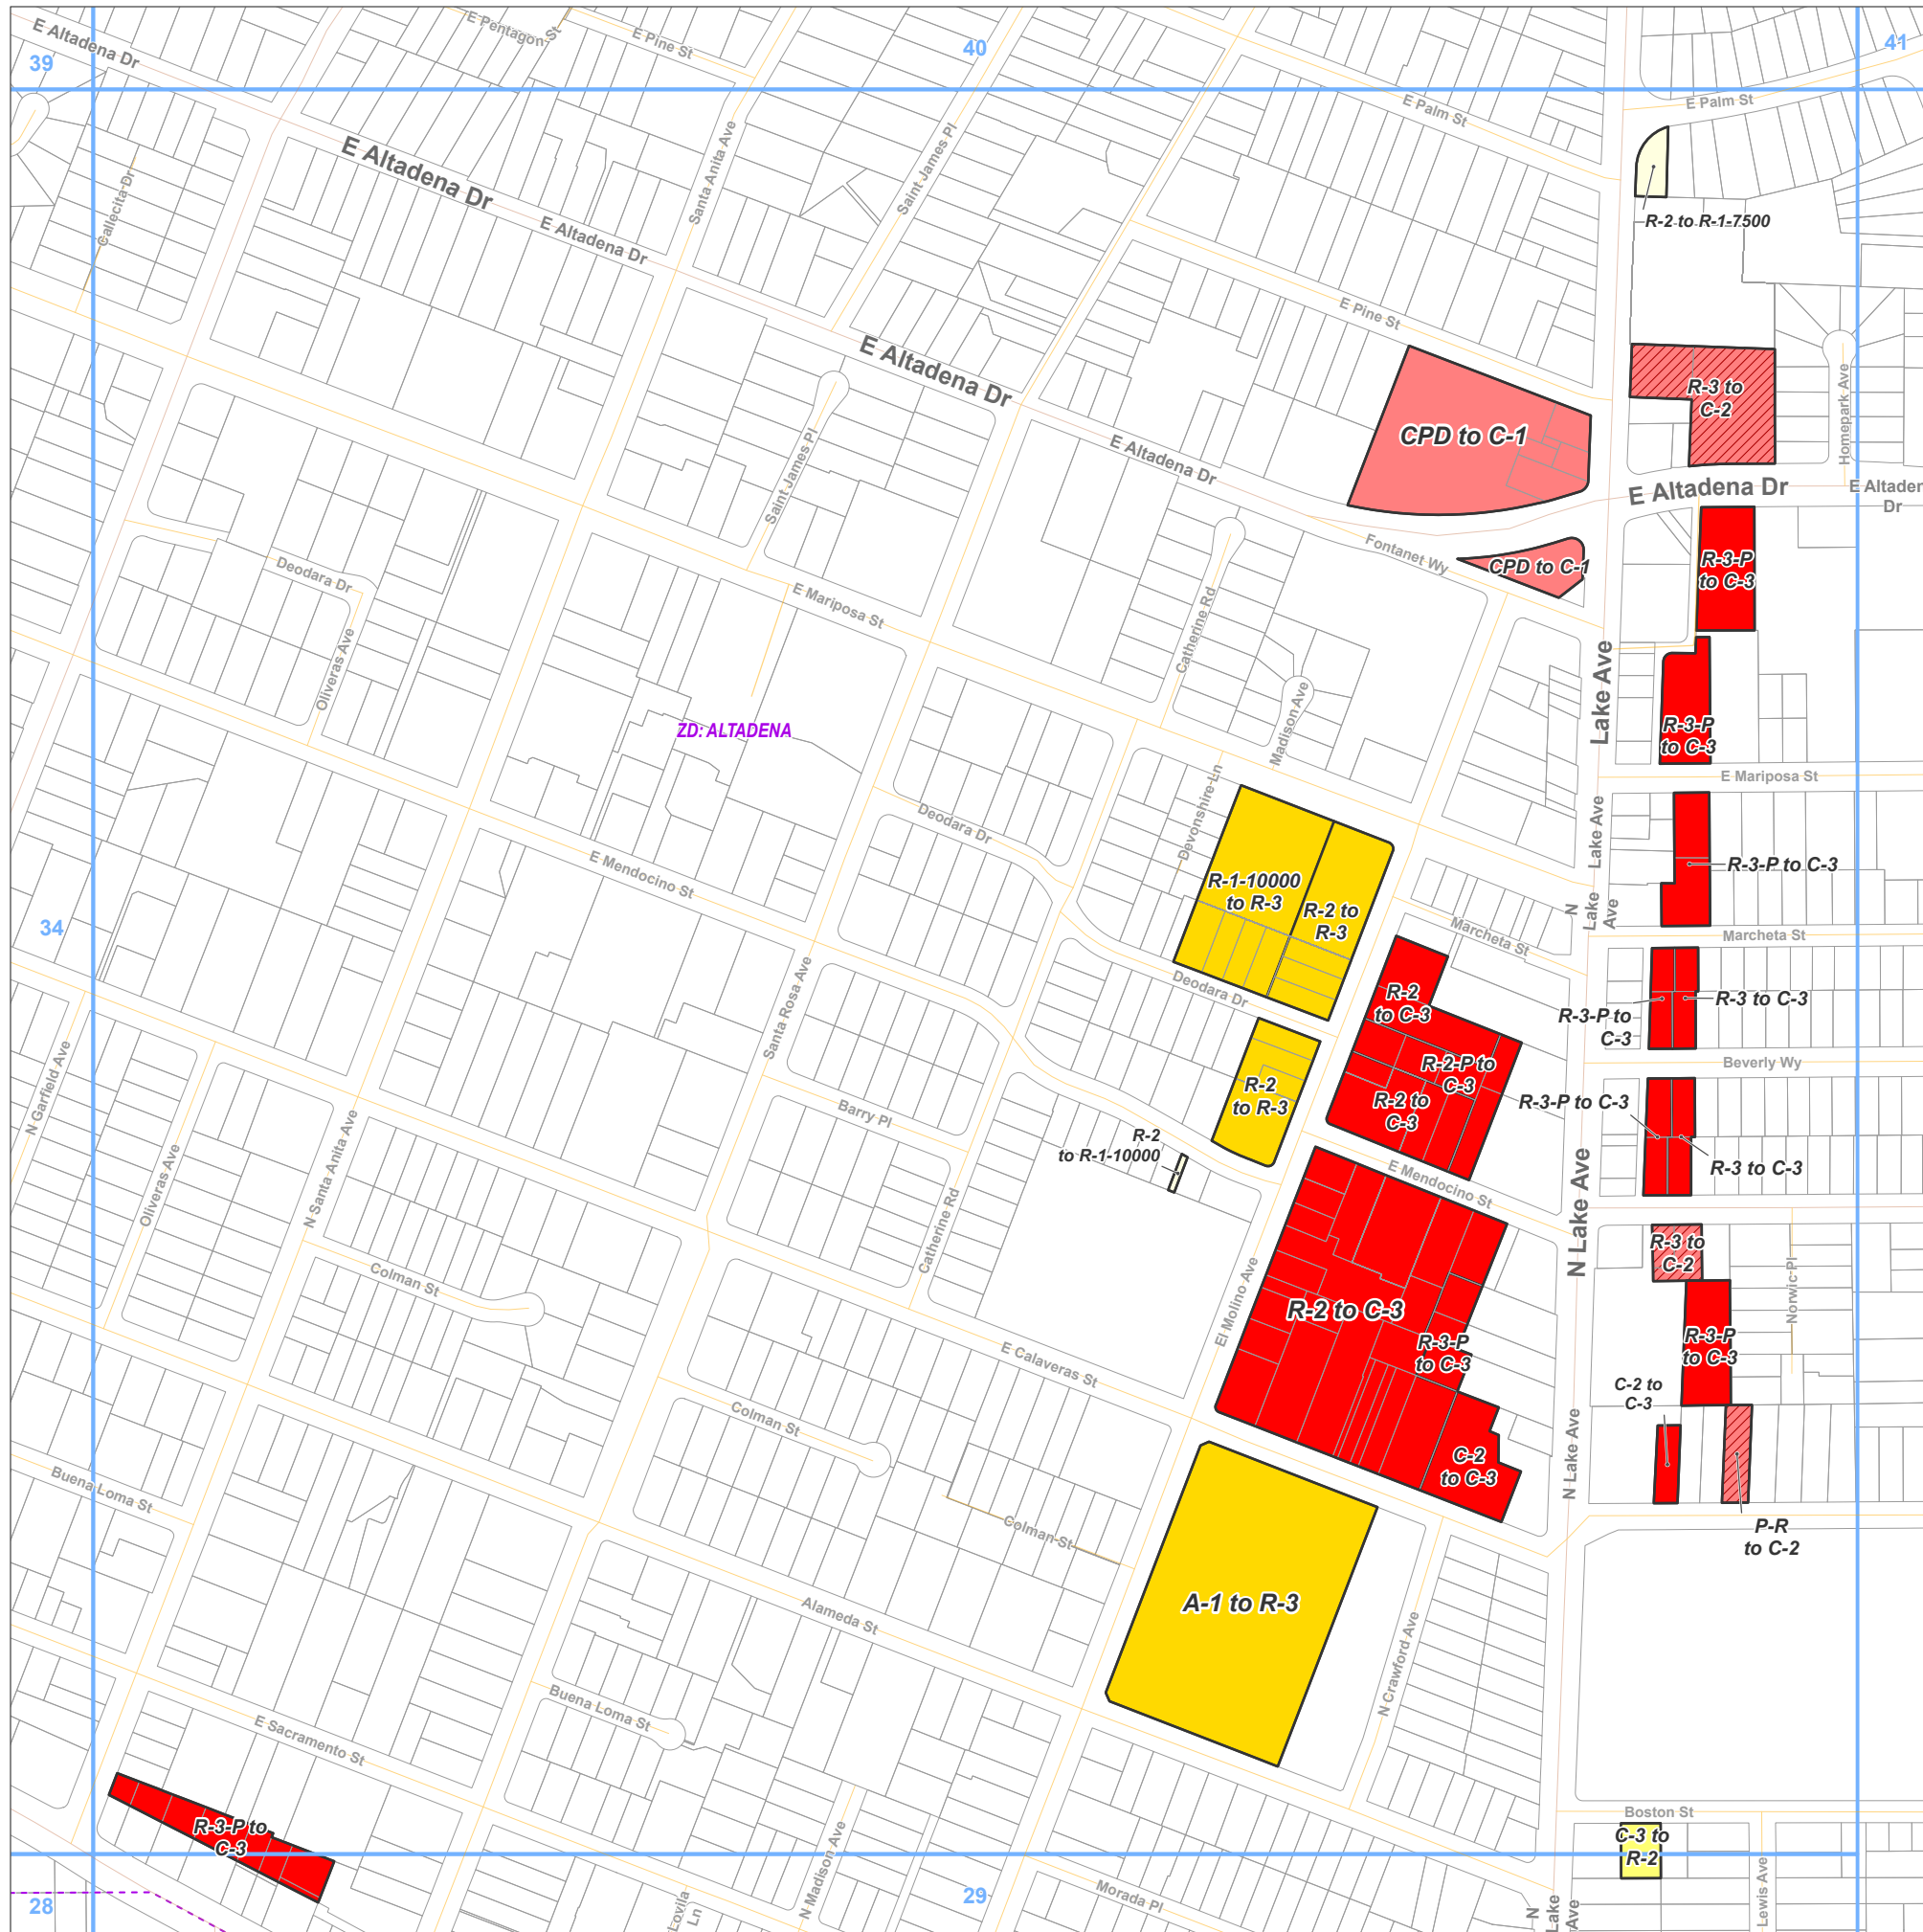 E Altadena Dr
E Pentagon St
E Pine St
39
40
41
E Palm St
E Palm St
Callecita Dr
E Altadena Dr
Santa Anita Ave
Saint James Pl
E Altadena Dr
R-2 to R-1-7500
E Pine St
E Altadena Dr
R-3 to
C-2
Homepark Ave
CPD to C-1
Saint James Pl
E Altadena Dr
E Altadena Dr
E Altaden
Dr
Fontanet Wy
CPD to C-1
R-3-P
to C-3
Deodara Dr
E Mariposa St
Catherine Rd
Oliveras Ave
Lake Ave
Madison Ave
ZD: ALTADENA
R-3-P
to C-3
E Mariposa St
Devonshire Ln
Deodara Dr
Lake Ave
E Mendocino St
R-3-P to C-3
R-1-10000
to R-3
R-2 to
R-3
N
Lake
Ave
34
Marcheta St
Marcheta St
Deodara Dr
R-2
to C-3
R-3 to C-3
R-3-P to
C-3
Santa Rosa Ave
N Garfield Ave
R-2-P to
C-3
Beverly Wy
R-2
to R-3
R-2 to
C-3
R-3-P to C-3
Barry Pl
R-2
to R-1-10000
N Santa Anita Ave
Oliveras Ave
E Mendocino St
R-3 to C-3
N Lake Ave
Catherine Rd
R-3 to
C-2
Colman St
El Molino Ave
Norwic Pl
R-2 to C-3
R-3-P
to C-3
R-3-P
to C-3
E Calaveras St
C-2 to
C-3
Colman St
N Lake Ave
C-2
to C-3
Buena Loma St
Colman St
P-R
to C-2
A-1 to R-3
Alameda St
N Crawford Ave
Buena Loma St
E Sacramento St
R-3-P to
C-3
Boston St
C-3 to
R-2
N Madison Ave
28
29
Lovila
Ln
Morada Pl
N
Lake
Ave
Lewis Ave